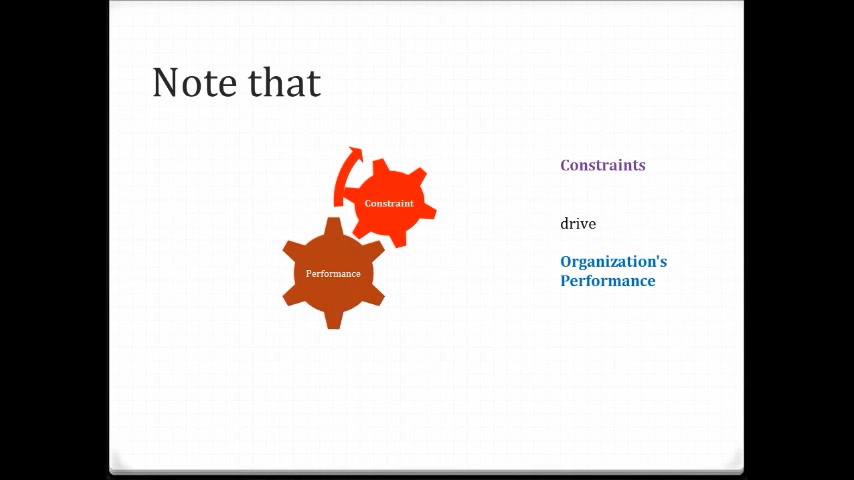 Note that
Constraint
Performance
Constraints
drive
Organization's
Performance